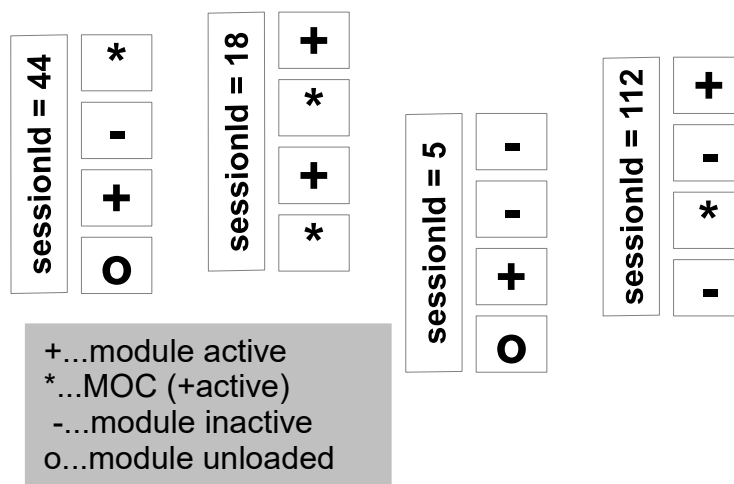 sessionId = 44
*
-
+
o
sessionId = 18
+
*
+
*
sessionId = 5
-
-
+
o
sessionId = 112
+
-
*
-
+...module active
*...MOC (+active)
-...module inactive
o...module unloaded